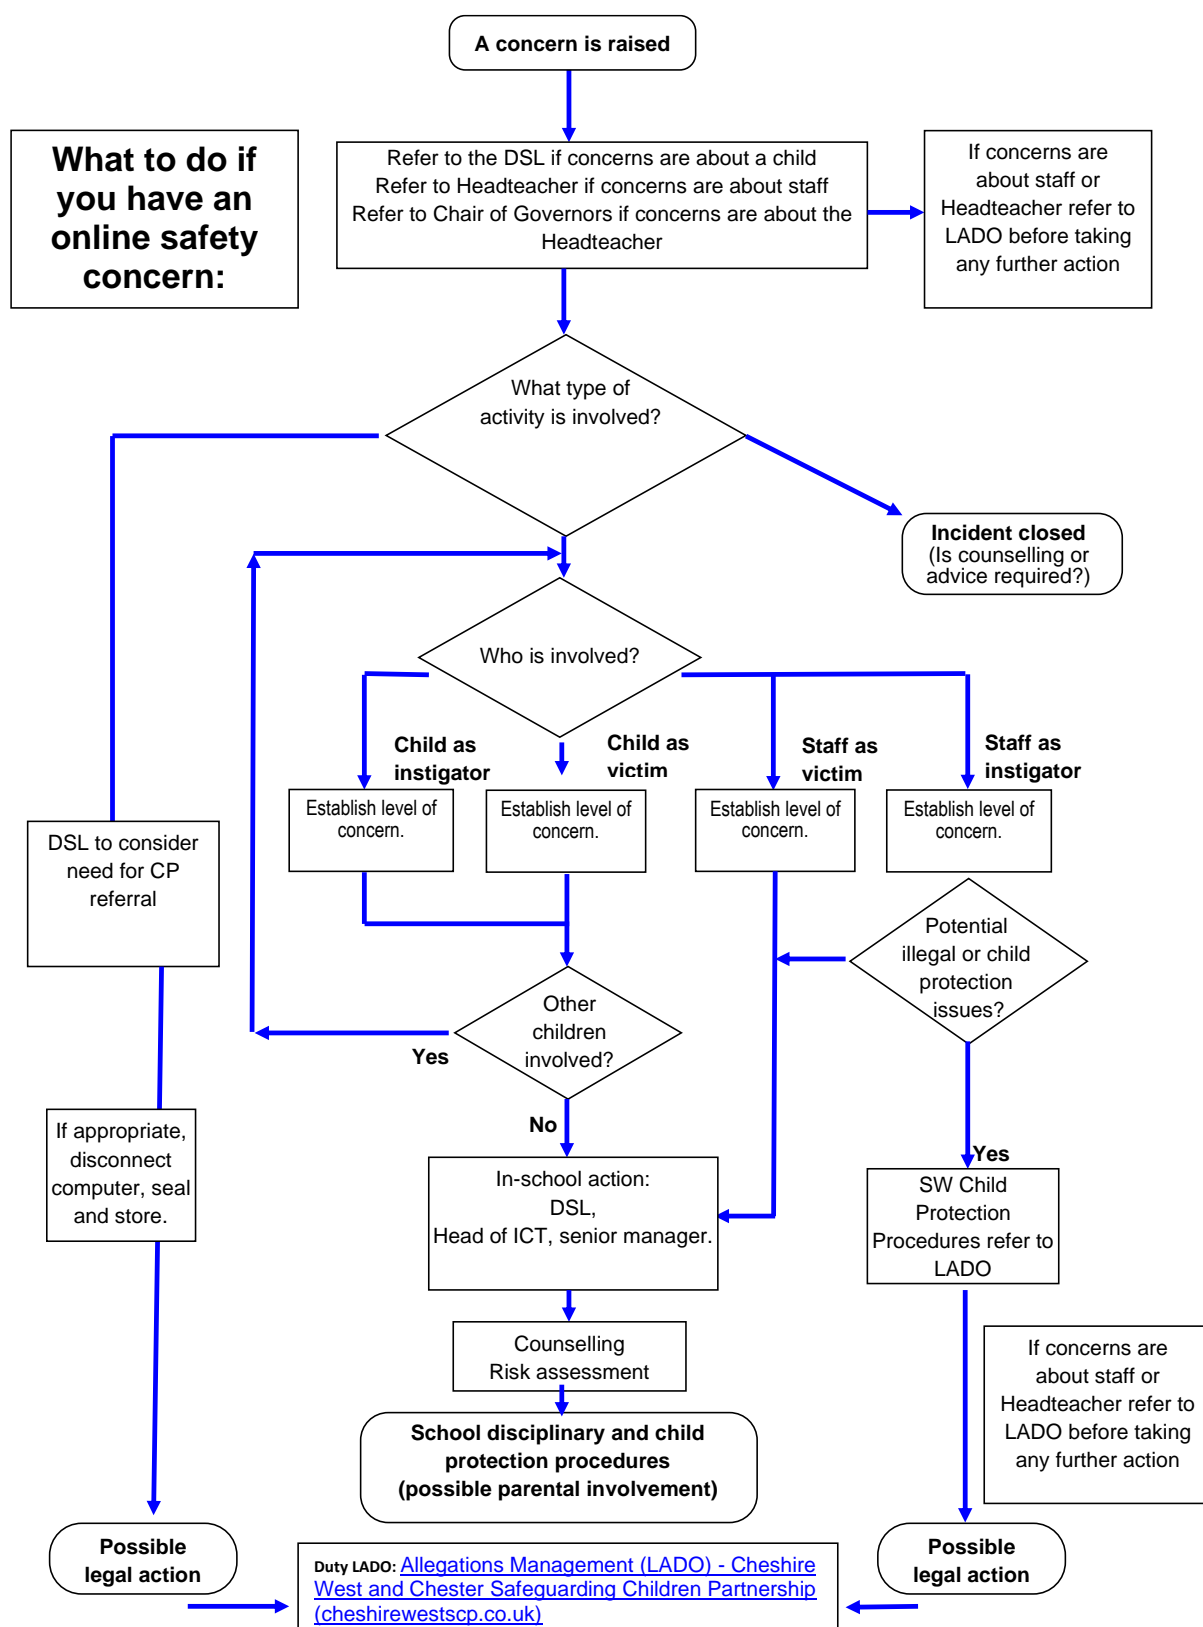 A concern is raised
What to do if
you have an
online safety
concern:
Refer to the DSL if concerns are about a child
Refer to Headteacher if concerns are about staff
Refer to Chair of Governors if concerns are about the
Headteacher
If concerns are
about staff or
Headteacher refer to
LADO before taking
any further action
What type of
activity is involved?
Incident closed
(Is counselling or
advice required?)
Who is involved?
Child as
instigator
Child as
victim
Staff as
victim
Staff as
instigator
Establish level of
concern.
Establish level of
concern.
Establish level of
concern.
Establish level of
concern.
DSL to consider
need for CP
referral
Potential
illegal or child
protection
issues?
Other
children
involved?
Yes
No
If appropriate,
disconnect
computer, seal
and store.
In-school action:
DSL,
Head of ICT, senior manager.
Yes
SW Child
Protection
Procedures refer to
LADO
Counselling
Risk assessment
If concerns are
about staff or
Headteacher refer to
LADO before taking
any further action
School disciplinary and child
protection procedures
(possible parental involvement)
Possible
legal action
Duty LADO: Allegations Management (LADO) - Cheshire
West and Chester Safeguarding Children Partnership
(cheshirewestscp.co.uk)
Possible
legal action